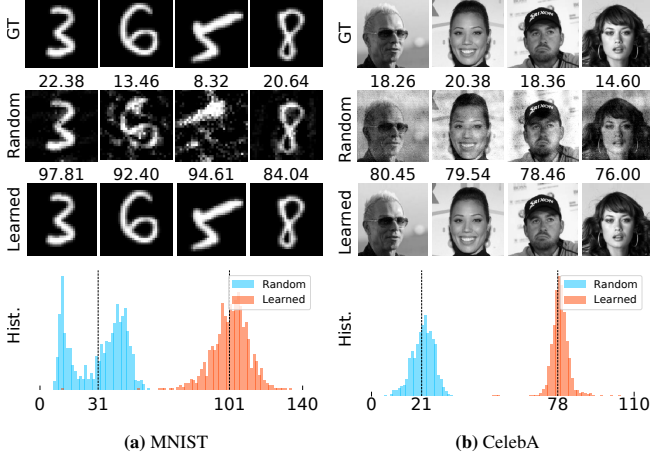 GT
22.38 13.46 8.32 20.64
Random
97.81 92.40 94.61 84.04
Learned
Hist.
Random
Learned
0 31 101 140
(a) MNIST
GT
18.26 20.38 18.36 14.60
Random
80.45 79.54 78.46 76.00
Learned
Hist.
Random
Learned
0 21 78 110
(b) CelebA